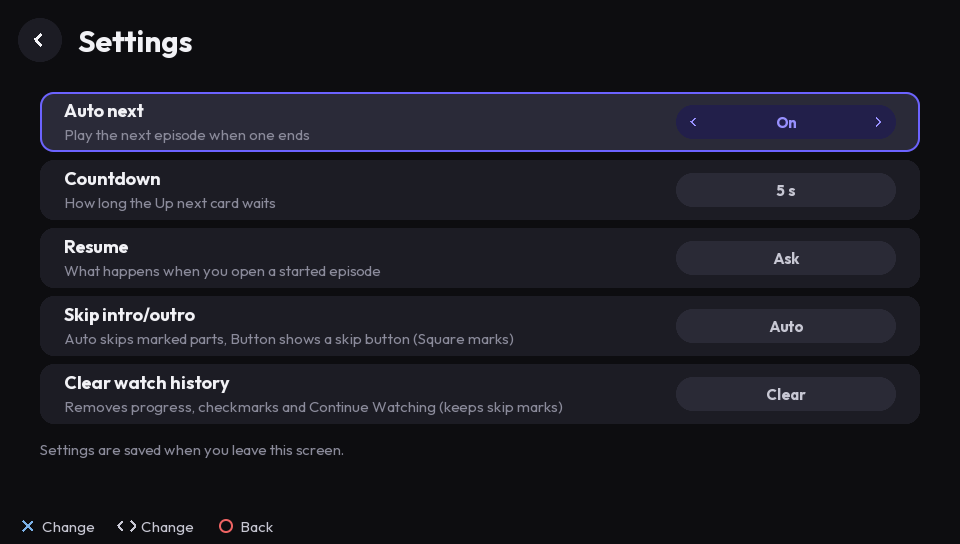 Settings
Auto next
Play the next episode when one ends
On
Countdown
How long the Up next card waits
5 s
Resume
What happens when you open a started episode
Ask
Skip intro/outro
Auto skips marked parts, Button shows a skip button (Square marks)
Auto
Clear watch history
Removes progress, checkmarks and Continue Watching (keeps skip marks)
Clear
Settings are saved when you leave this screen.
Change Change Back